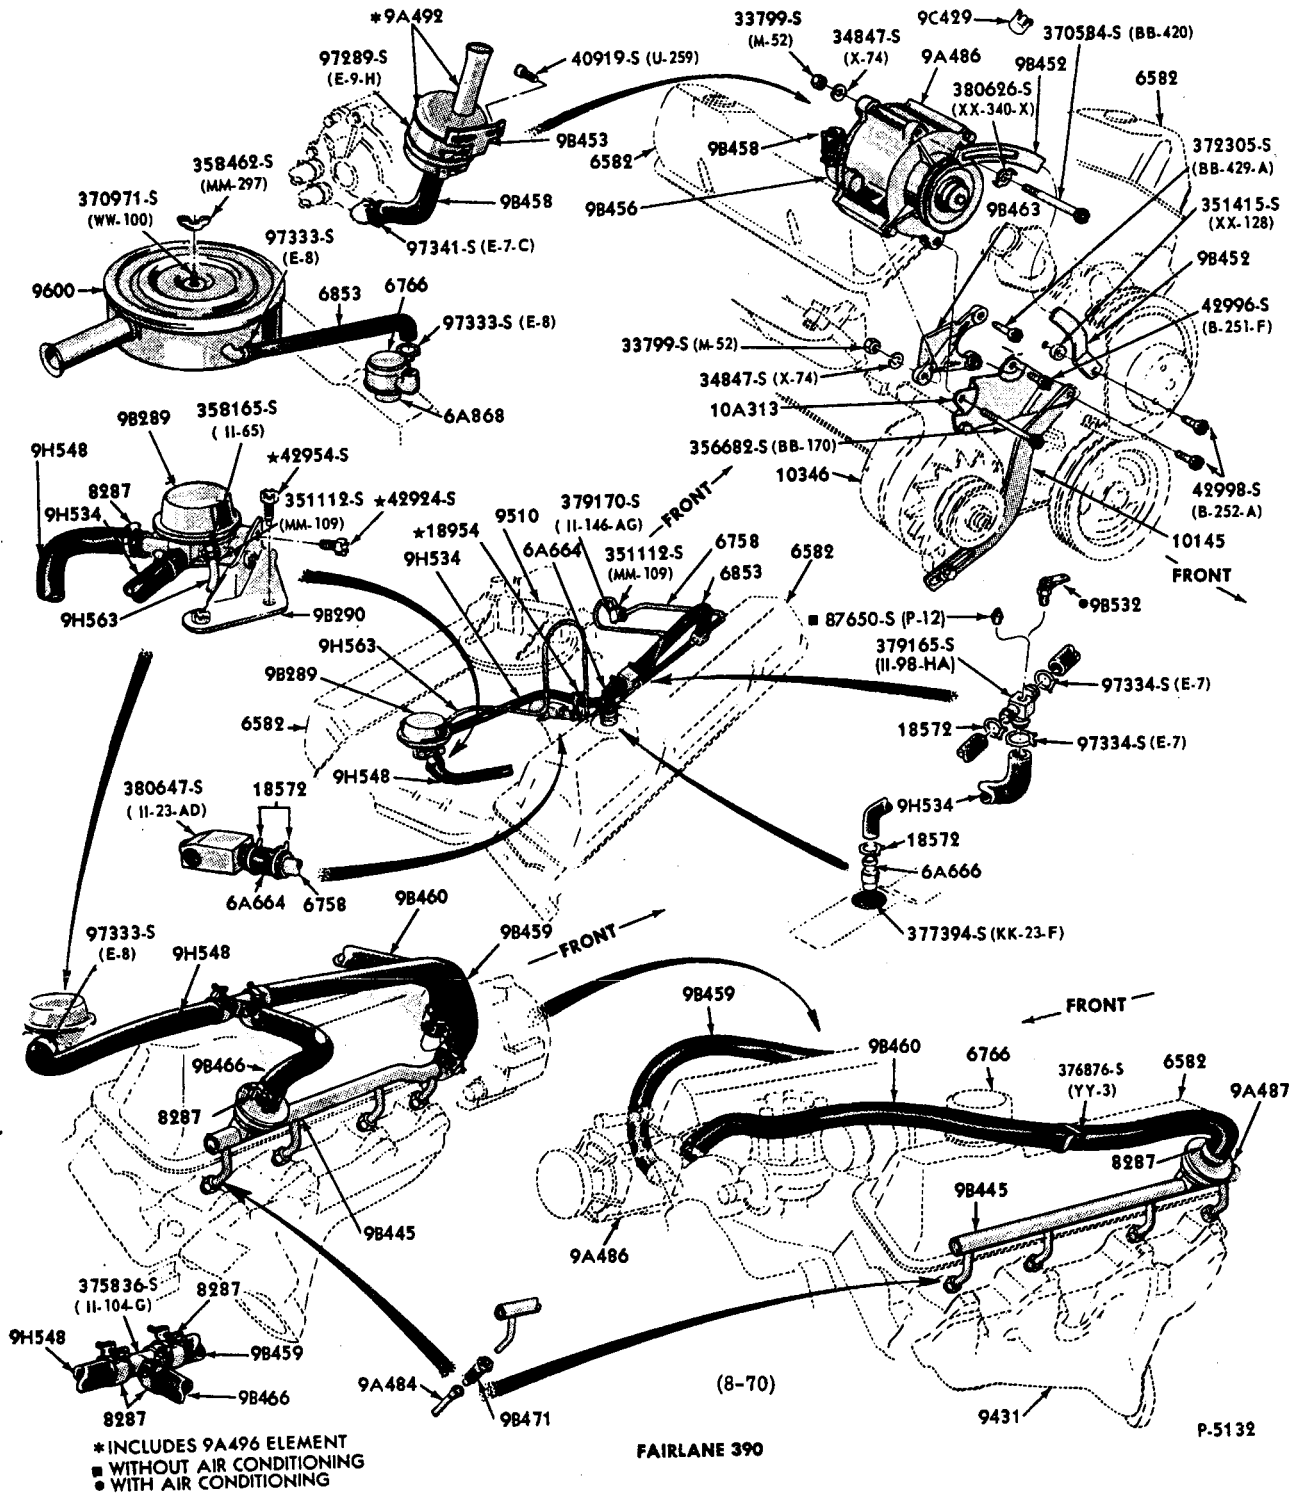 *9A492
33799-S
(M-52)
34847-S
(X-74)
9C429
370584-S (BB-420)
9A486
9B452
6582
97289-S
(E-9-H)
40919-S (U-259)
380626-S
(XX-340-X)
9B453
6582
9B458
372305-S
(BB-429-A)
358462-S
(MM-297)
370971-S
(WW-100)
9B458
9B456
9B463
351415-S
(XX-128)
97333-S
(E-8)
97341-S (E-7-C)
9B452
9600
6853
6766
42996-S
(B-251-F)
97333-S (E-8)
33799-S (M-52)
34847-S (X-74)
6A868
10A313
9B289
358165-S
( II-65)
356682-S (BB-170)
9H548
★42954-S
10346
8287
9H534
351112-S
(MM-109)
★42924-S
379170-S
( II-146-AG)
FRONT
42998-S
(B-252-A)
★18954
9510
6A664
351112-S
(MM-109)
6758
6582
10145
9H534
6853
FRONT
9H563
9B290
●9B532
■ 87650-S (P-12)
9H563
379165-S
(II-98-HA)
9B289
97334-S (E-7)
6582
18572
97334-S (E-7)
9H548
380647-S
( II-23-AD)
18572
9H534
18572
6A666
6A664
6758
9B460
377394-S (KK-23-F)
97333-S
(E-8)
9H548
9B459
FRONT
9B459
FRONT
9B460
6766
376876-S
(YY-3)
6582
9A487
9B466
8287
8287
9B445
9B445
9A486
375836-S
( II-104-G)
8287
9H548
9B459
9A484
(8-70)
9B466
8287
9B471
9431
P-5132
* INCLUDES 9A496 ELEMENT
■ WITHOUT AIR CONDITIONING
● WITH AIR CONDITIONING
FAIRLANE 390